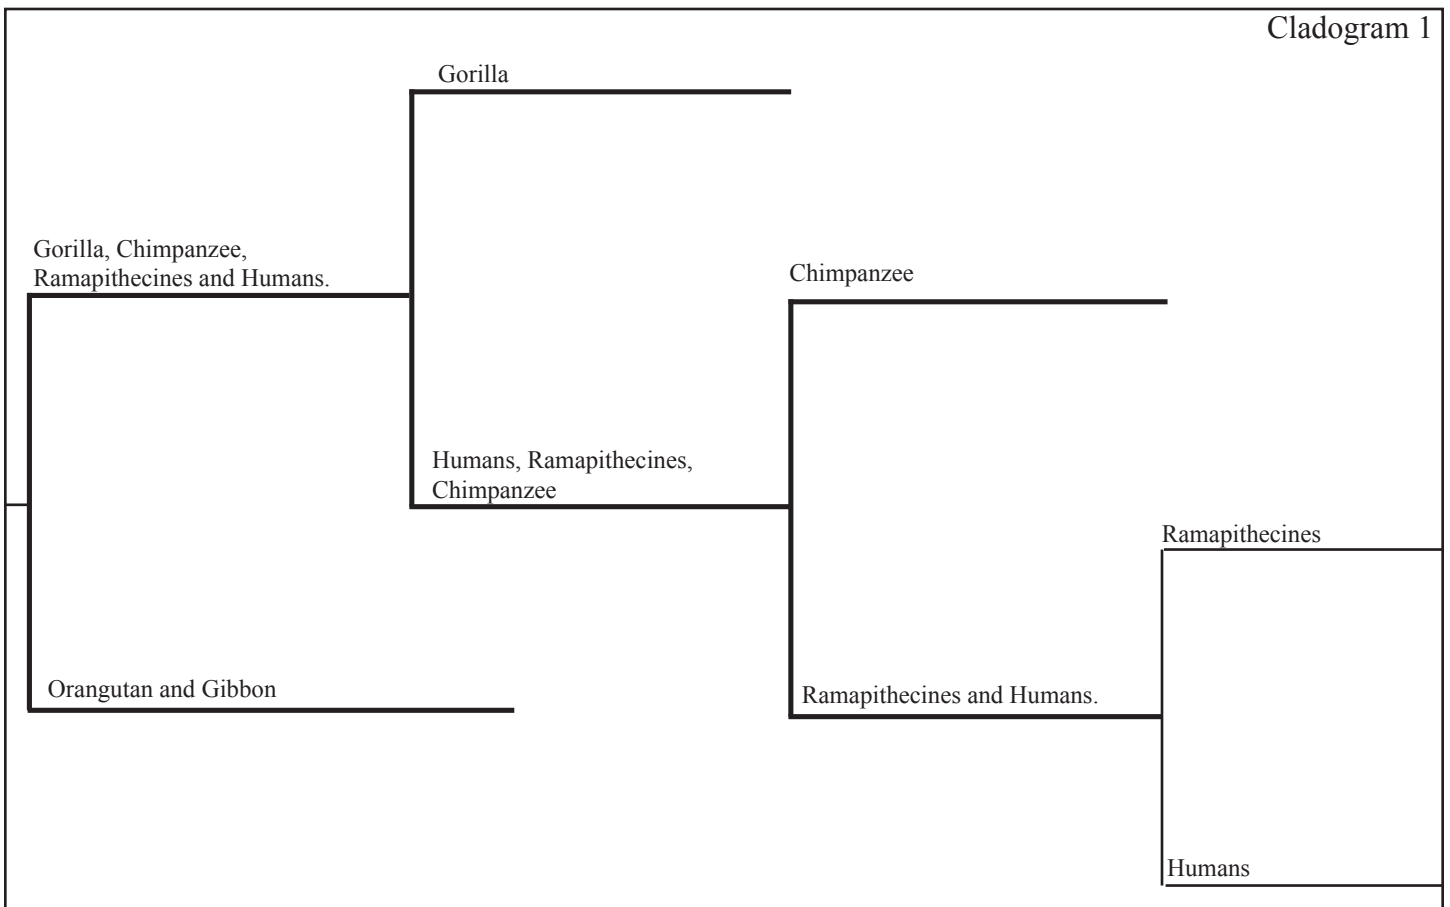 Cladogram 1
Gorilla
Gorilla, Chimpanzee,
Ramapithecines and Humans.
Chimpanzee
Humans, Ramapithecines,
Chimpanzee
Ramapithecines
Orangutan and Gibbon
Ramapithecines and Humans.
Humans